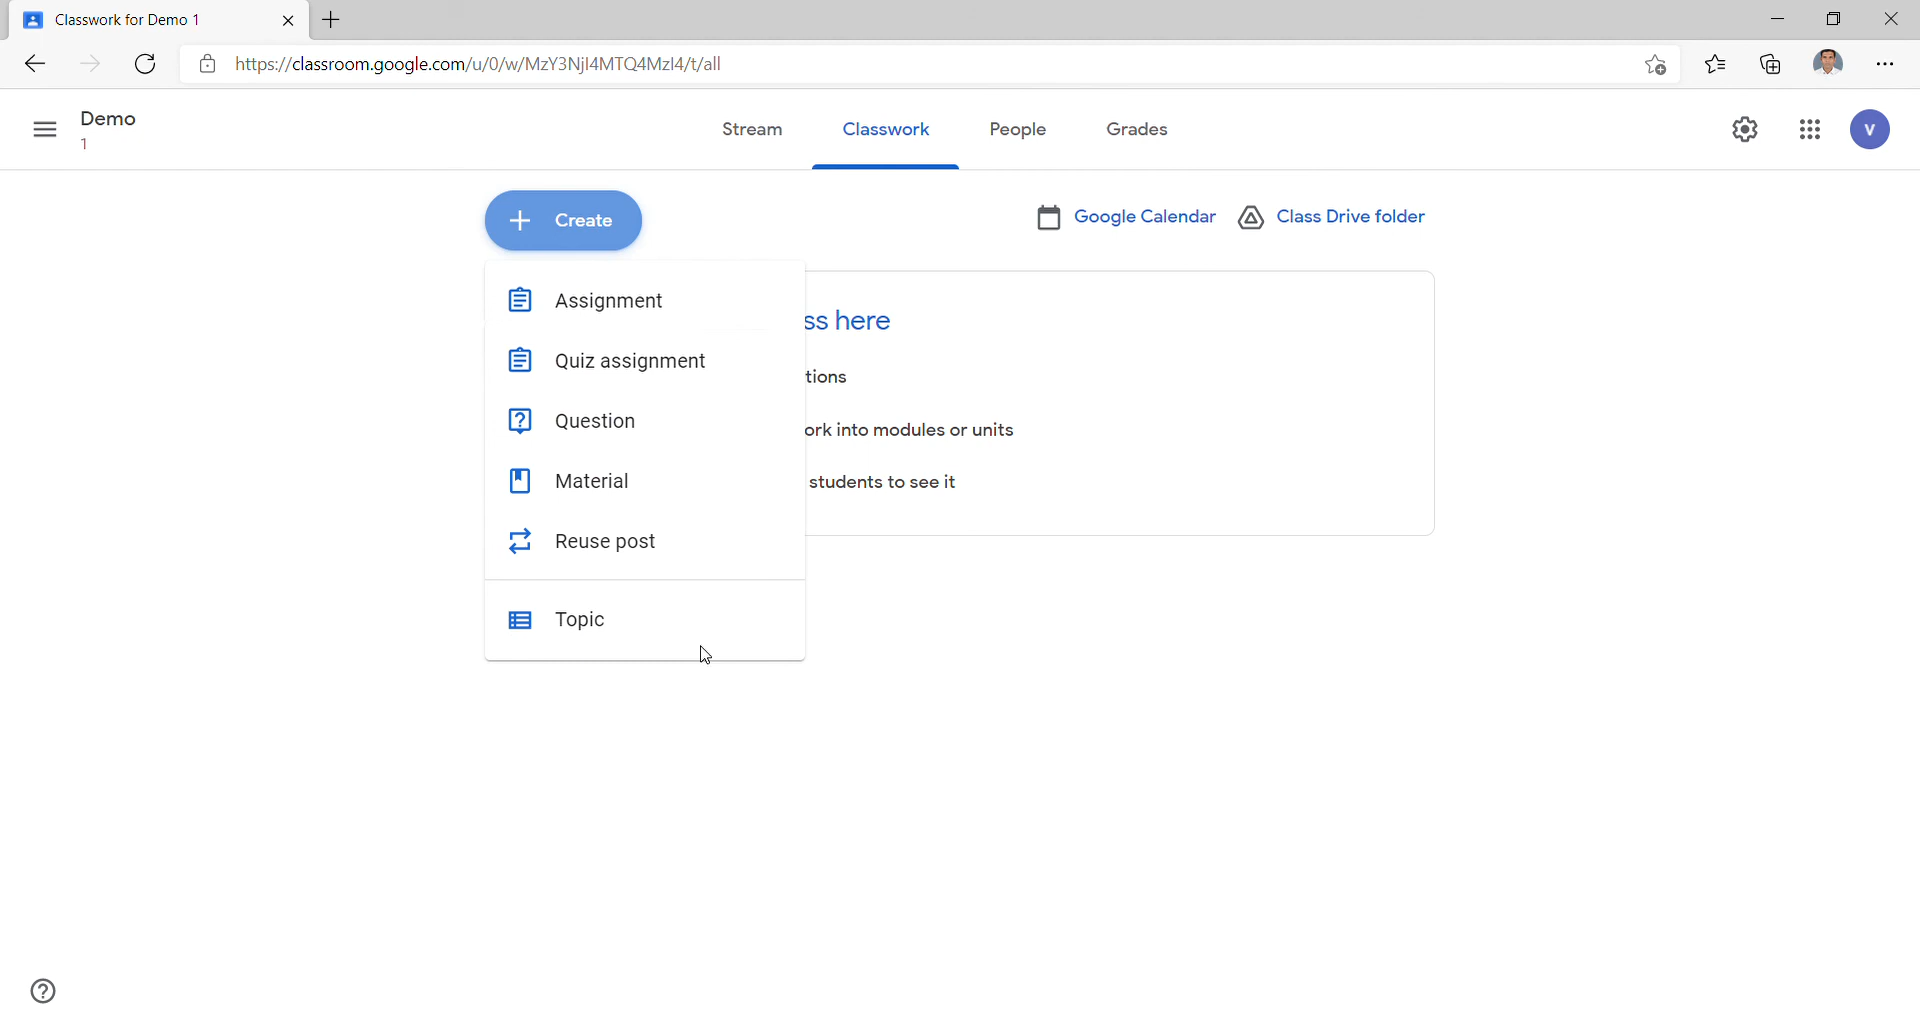 Classwork for Demo 1
https://classroom.google.com/u/0/w/MzY3NjI4MTQ4MzI4/t/all
Demo
1
Stream
Classwork
People
Grades
V
Create
Google Calendar
Class Drive folder
Assignment
ss here
Quiz assignment
tions
Question
ork into modules or units
Material
students to see it
Reuse post
Topic